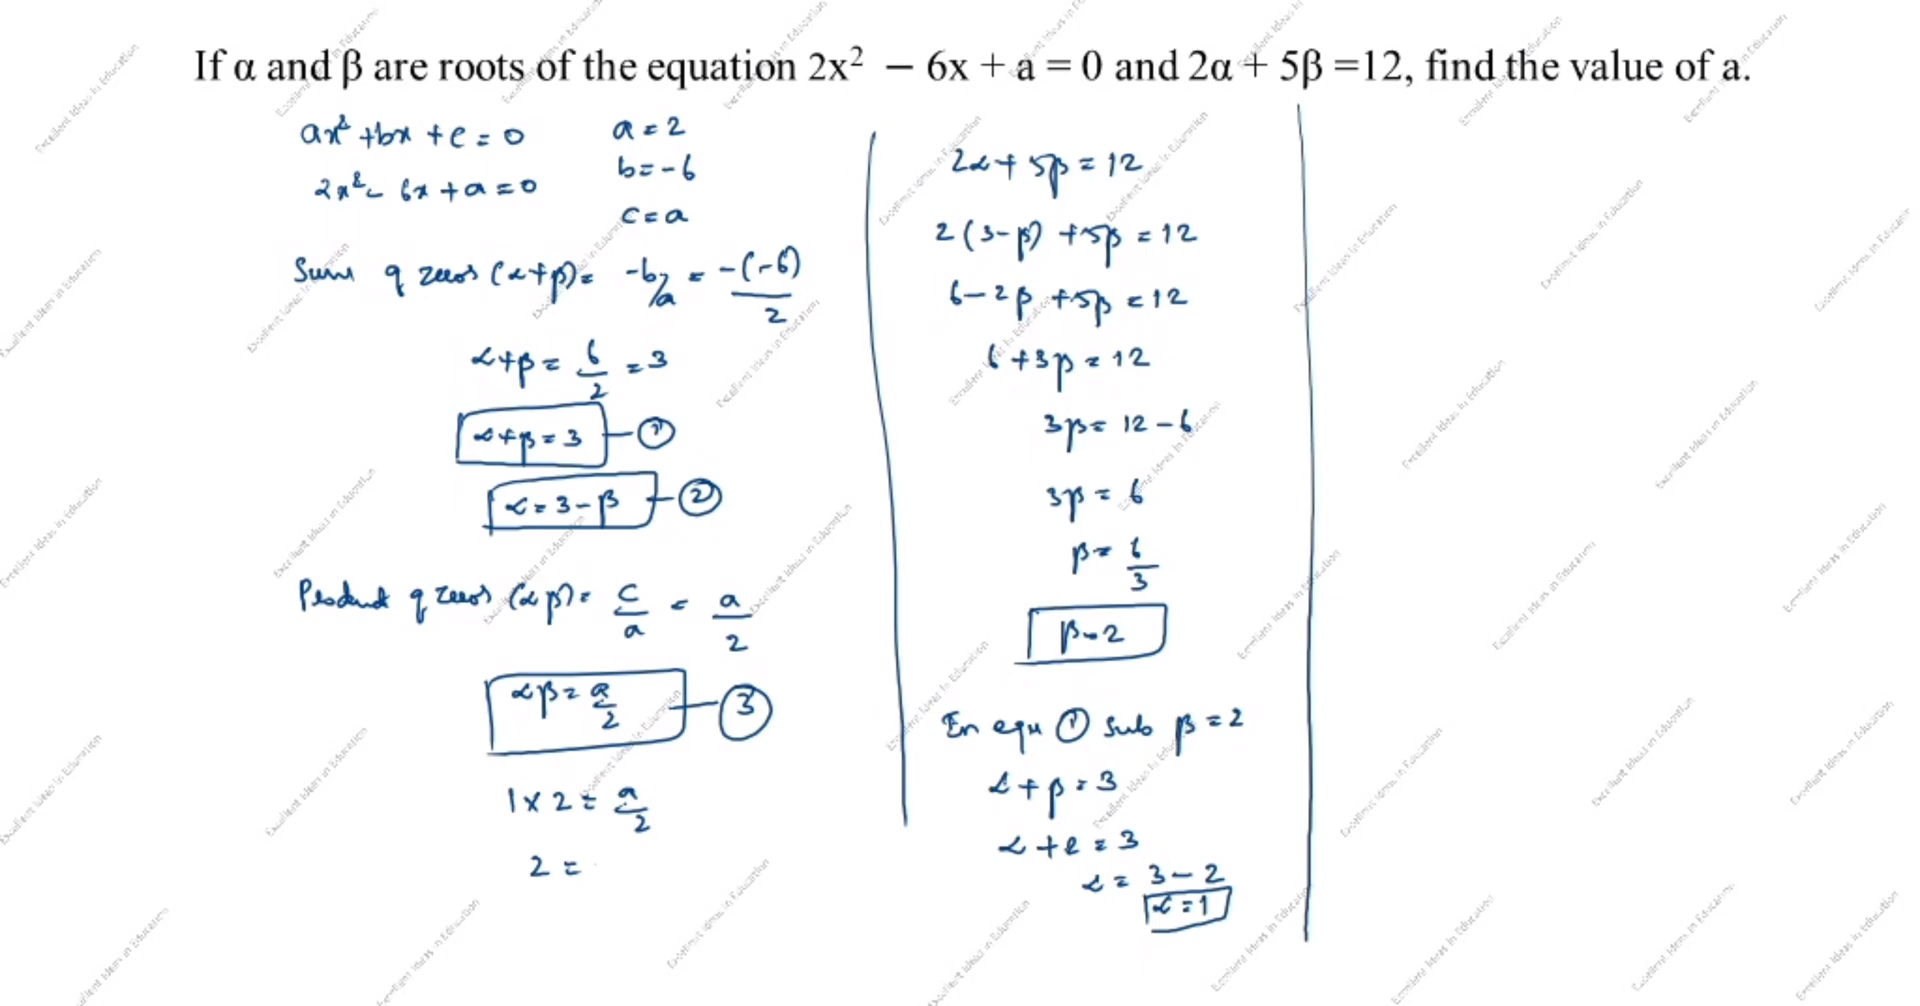 If α and β are roots of the equation 2x² − 6x + a = 0 and 2α + 5β =12, find the value of a.
ax² + bx + c = 0
2x² - 6x + a = 0
a = 2
b = -6
c = a
Sum of zeros (α+β) = -b/a = -(-6)/2
α+β = 6/2 = 3
α+β = 3 — ①
α = 3 - β — ②
Product of zeros (αβ) = c/a = a/2
αβ = a/2 — ③
1 × 2 = a/2
2 =
2α + 5β = 12
2(3-β) + 5β = 12
6 - 2β + 5β = 12
6 + 3β = 12
3β = 12 - 6
3β = 6
β = 6/3
β = 2
In equ ① sub β = 2
α + β = 3
α + 2 = 3
α = 3 - 2
α = 1
Excellent Ideas in Education